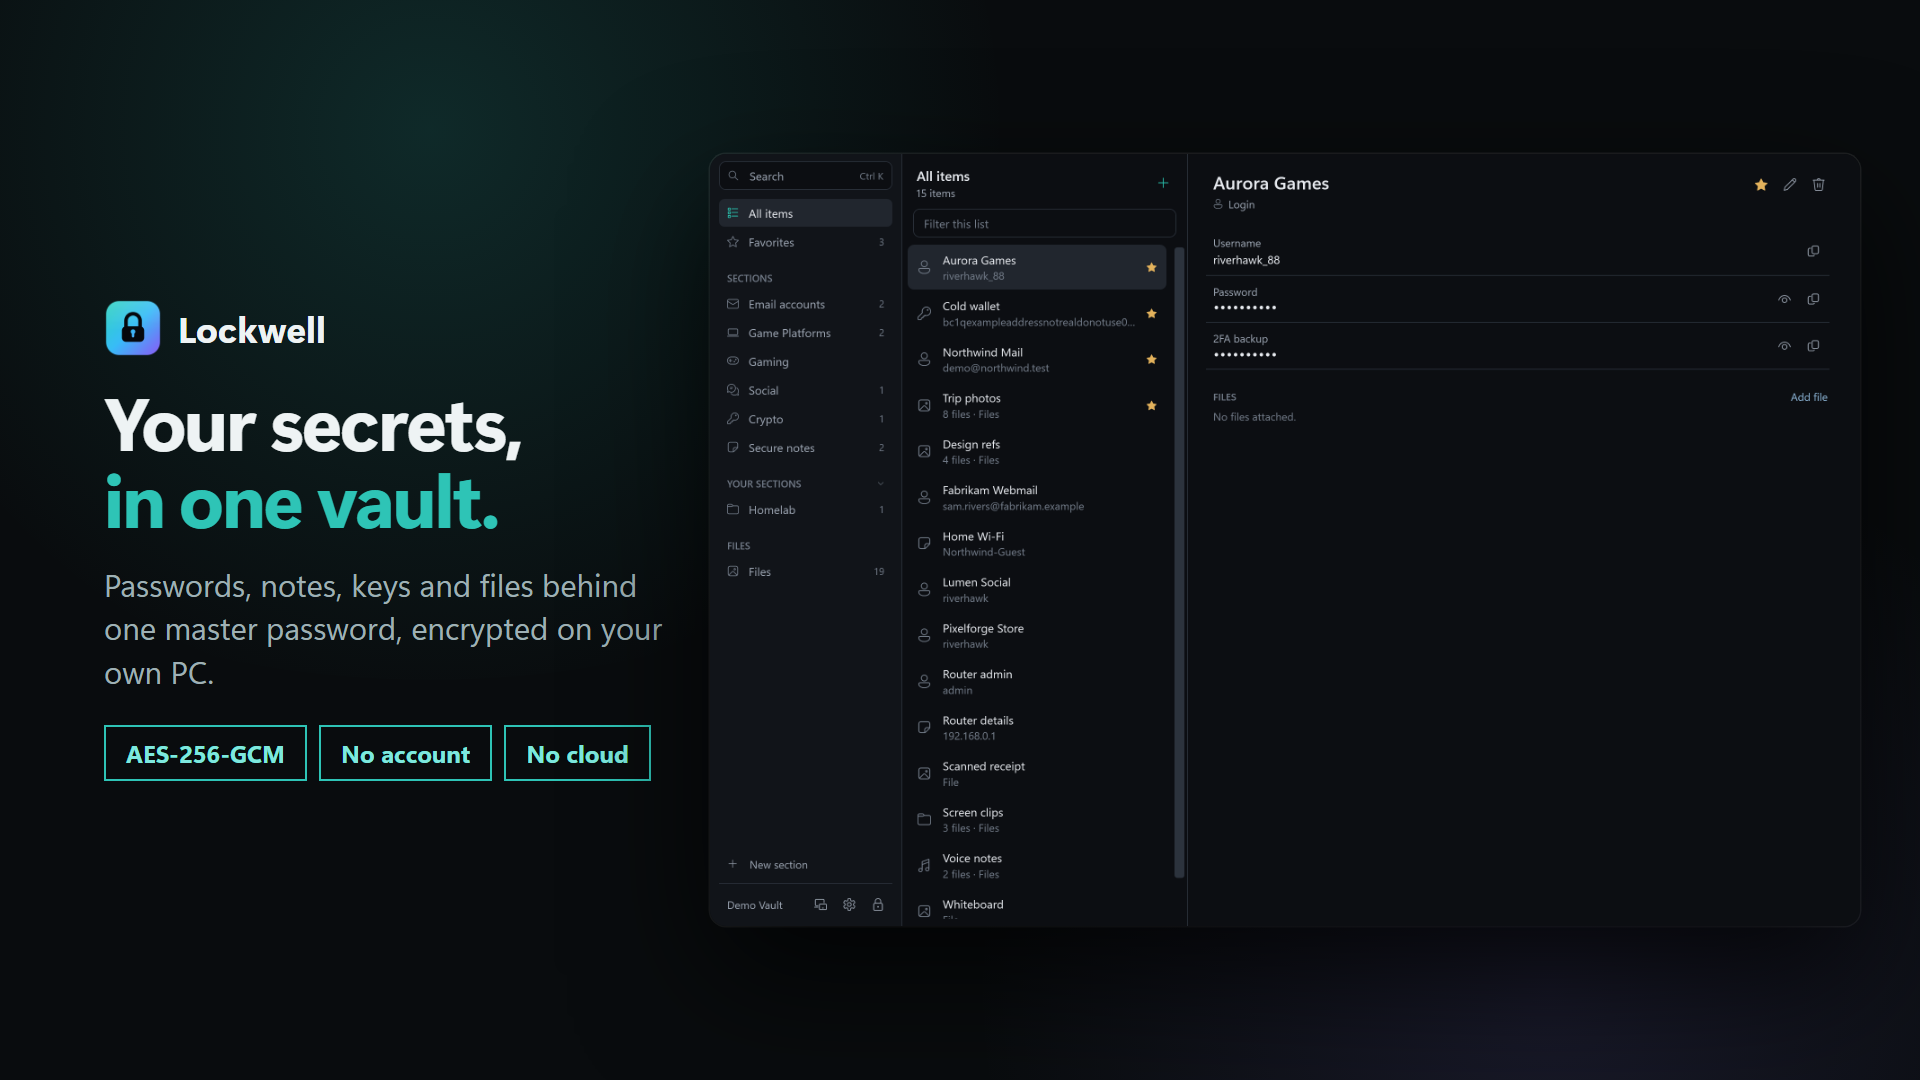 Lockwell
Your secrets,
in one vault.
Passwords, notes, keys and files behind
one master password, encrypted on your
own PC.
AES-256-GCM
No account
No cloud
Search
Ctrl K
All items
Favorites
3
SECTIONS
Email accounts
2
Game Platforms
2
Gaming
Social
1
Crypto
1
Secure notes
2
YOUR SECTIONS
Homelab
1
FILES
Files
19
New section
Demo Vault
All items
15 items
Filter this list
Aurora Games
riverhawk_88
Cold wallet
bc1qexampleaddressnotrealdonotuse0...
Northwind Mail
demo@northwind.test
Trip photos
8 files · Files
Design refs
4 files · Files
Fabrikam Webmail
sam.rivers@fabrikam.example
Home Wi-Fi
Northwind-Guest
Lumen Social
riverhawk
Pixelforge Store
riverhawk
Router admin
admin
Router details
192.168.0.1
Scanned receipt
File
Screen clips
3 files · Files
Voice notes
2 files · Files
Whiteboard
Aurora Games
Login
Username
riverhawk_88
Password
••••••••••
2FA backup
••••••••••
FILES
Add file
No files attached.